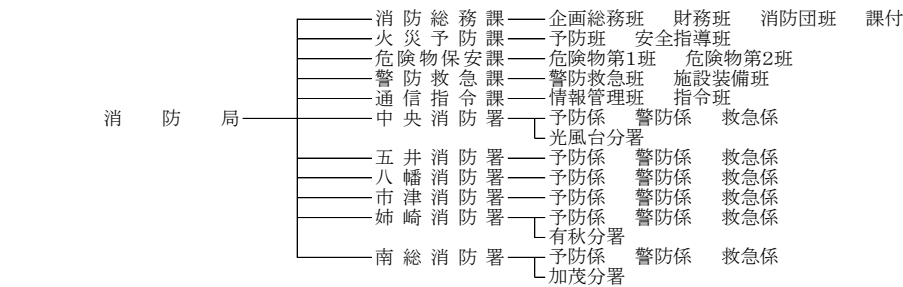 消防総務課 企画総務班 財務班 消防団班 課付
火災予防課 予防班 安全指導班
危険物保安課 危険物第1班 危険物第2班
警防救急課 警防救急班 施設装備班
通信指令課 情報管理班 指令班
消防局 中央消防署 予防係 警防係 救急係
光風台分署
五井消防署 予防係 警防係 救急係
八幡消防署 予防係 警防係 救急係
市津消防署 予防係 警防係 救急係
姉崎消防署 予防係 警防係 救急係
有秋分署
南総消防署 予防係 警防係 救急係
加茂分署